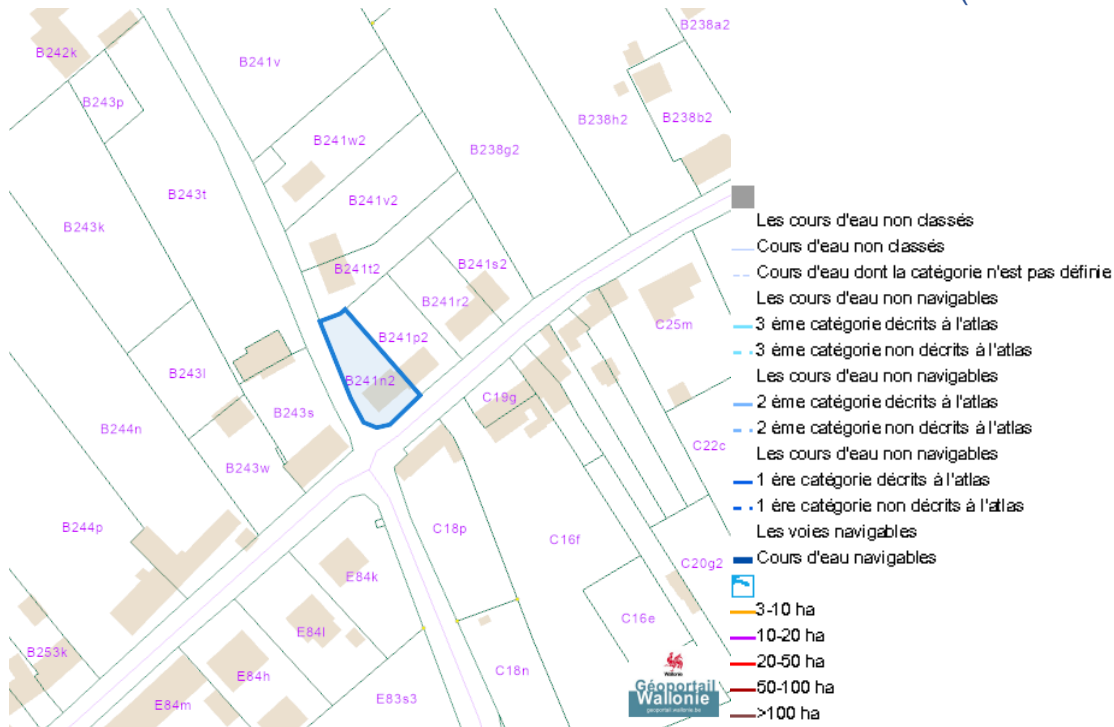 B238a2
B242k
B241v
B243p
B238h2
B238b2
B241w2
B238g2
B243t
B241v2
B243k
B241t2
B241s2
B241r2
C25m
B241p2
B243l
B241n2
C19g
B243s
B244n
B243w
C22c
B244p
C18p
C16f
C20g2
E84k
C16e
E84l
B253k
C18n
E84h
E83s3
E84m
Wallonie
Géoportail
Wallonie
geoportail.wallonie.be
Les cours d'eau non classés
Cours d'eau non classés
Cours d'eau dont la catégorie n'est pas définie
Les cours d'eau non navigables
3 ème catégorie décrits à l'atlas
3 ème catégorie non décrits à l'atlas
Les cours d'eau non navigables
2 ème catégorie décrits à l'atlas
2 ème catégorie non décrits à l'atlas
Les cours d'eau non navigables
1 ère catégorie décrits à l'atlas
1 ère catégorie non décrits à l'atlas
Les voies navigables
Cours d'eau navigables
3-10 ha
10-20 ha
20-50 ha
50-100 ha
>100 ha